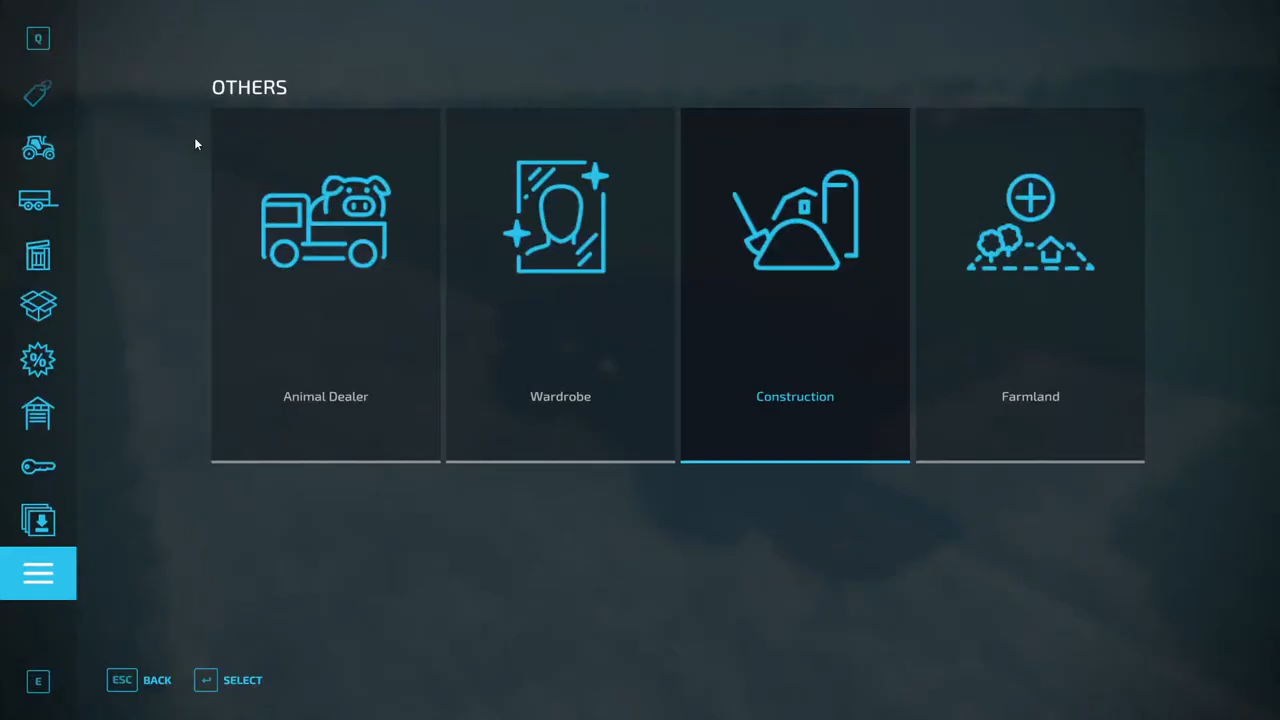 Q
OTHERS
Animal Dealer
Wardrobe
Construction
Farmland
%
E
ESC BACK ↵ SELECT